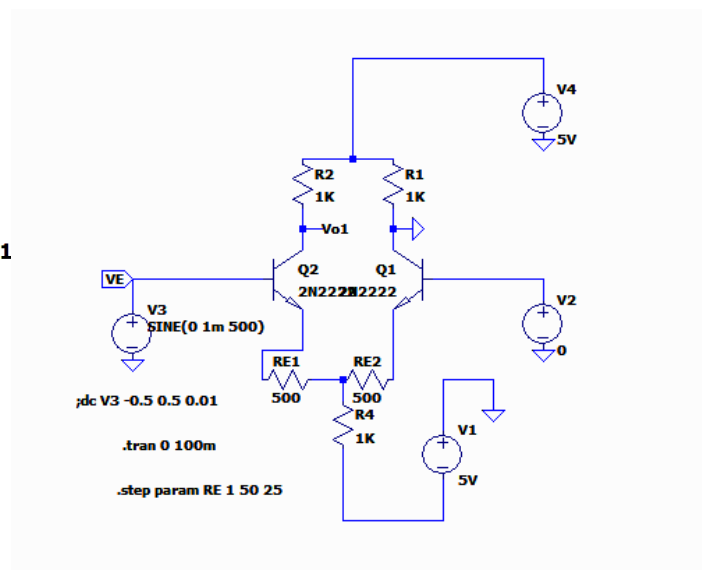 V4
5V
R2
1K
R1
1K
Vo1
1
Q2
2N2222
Q1
2N2222
VE
V3
SINE(0 1m 500)
V2
0
RE1
500
RE2
500
R4
1K
V1
5V
;dc V3 -0.5 0.5 0.01
.tran 0 100m
.step param RE 1 50 25